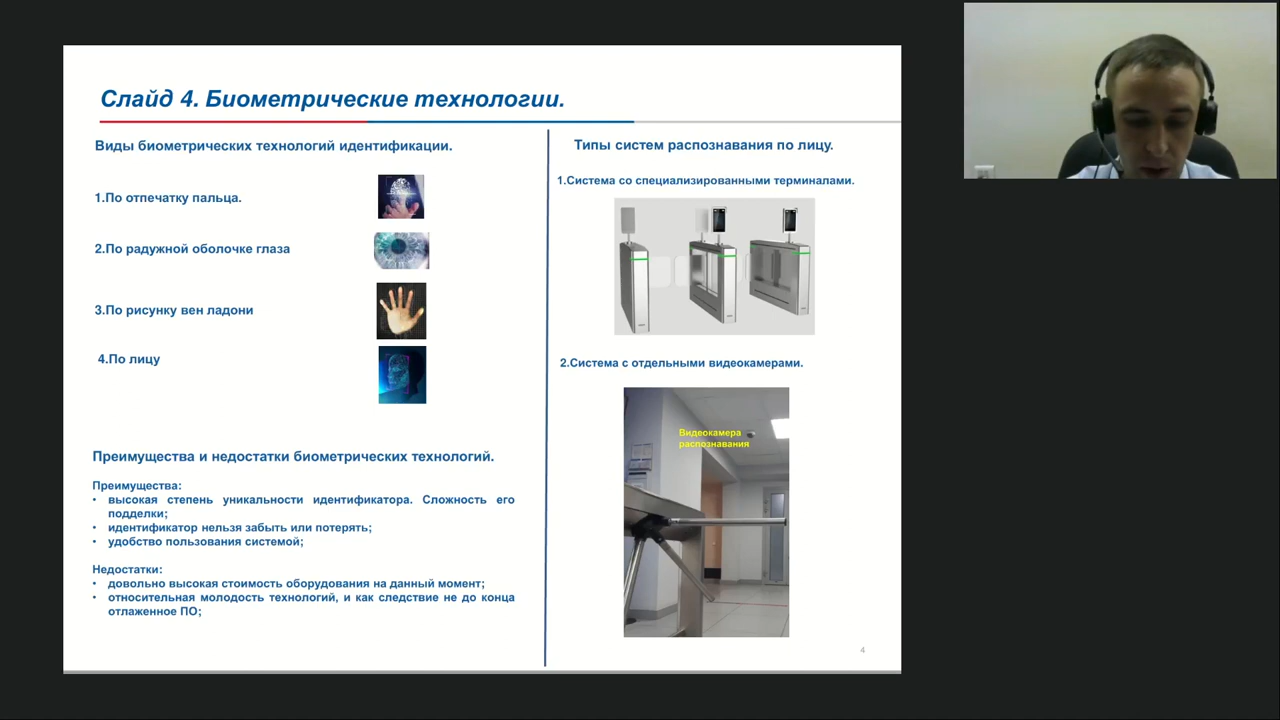 Слайд 4. Биометрические технологии.
Виды биометрических технологий идентификации.
1.По отпечатку пальца.
2.По радужной оболочке глаза
3.По рисунку вен ладони
4.По лицу
Преимущества и недостатки биометрических технологий.
Преимущества:
• высокая степень уникальности идентификатора. Сложность его
подделки;
• идентификатор нельзя забыть или потерять;
• удобство пользования системой;
Недостатки:
• довольно высокая стоимость оборудования на данный момент;
• относительная молодость технологий, и как следствие не до конца
отлаженное ПО;
Типы систем распознавания по лицу.
1.Система со специализированными терминалами.
2.Система с отдельными видеокамерами.
Видеокамера
распознавания
4